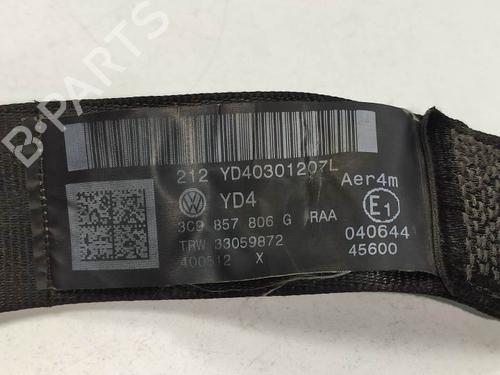 B-PARTS
212 YD40301207L
YD4
Aer4m
E1
3C9 857 806 G RAA
TRW 33059872
040644
400512 X
45600